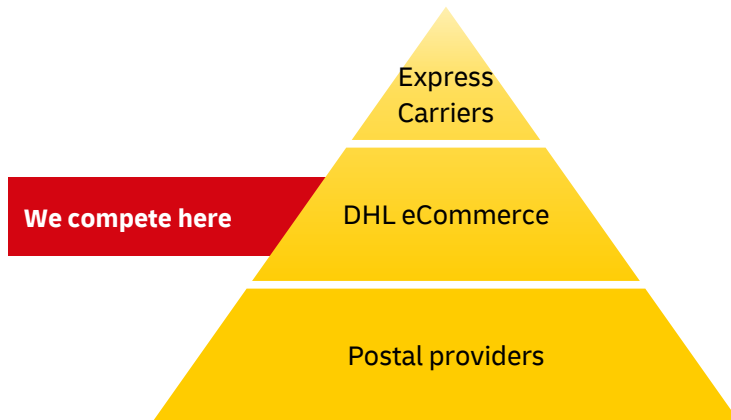 Express
Carriers
We compete here
DHL eCommerce
Postal providers